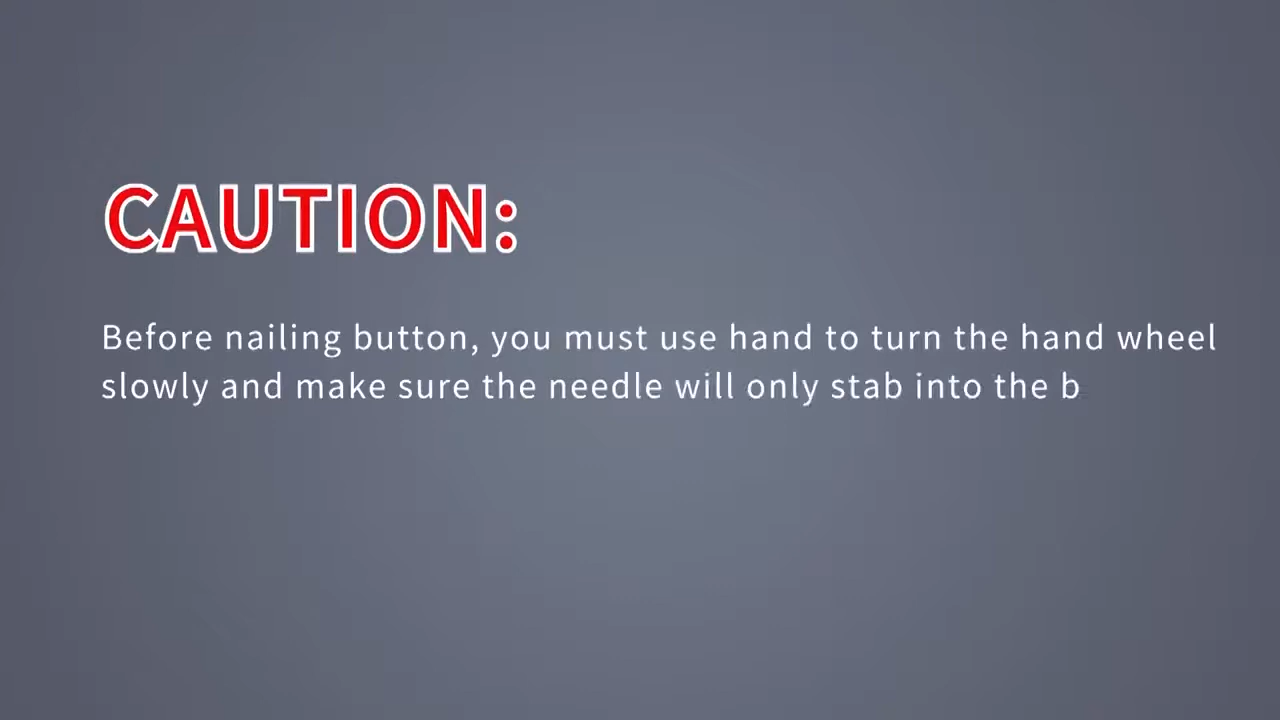 CAUTION:
Before nailing button, you must use hand to turn the hand wheel
slowly and make sure the needle will only stab into the b